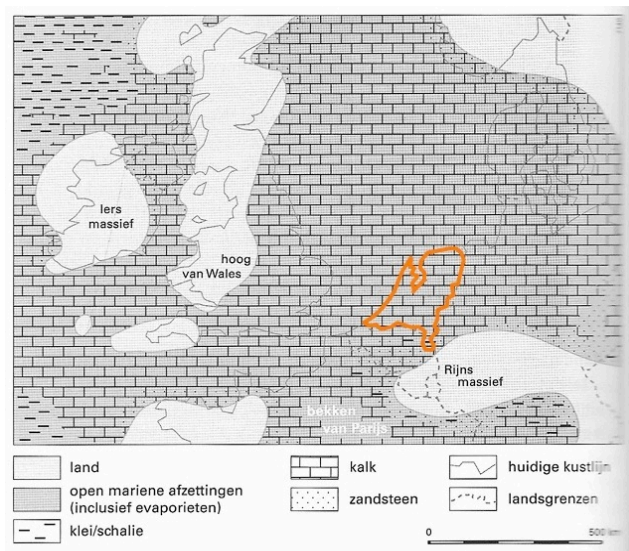 Iers
massief
hoog
van Wales
Rijns
massief
bekken
van Parijs
land
open mariene afzettingen
(inclusief evaporieten)
klei/schalie
kalk
zandsteen
huidige kustlijn
landsgrenzen
0 500 km